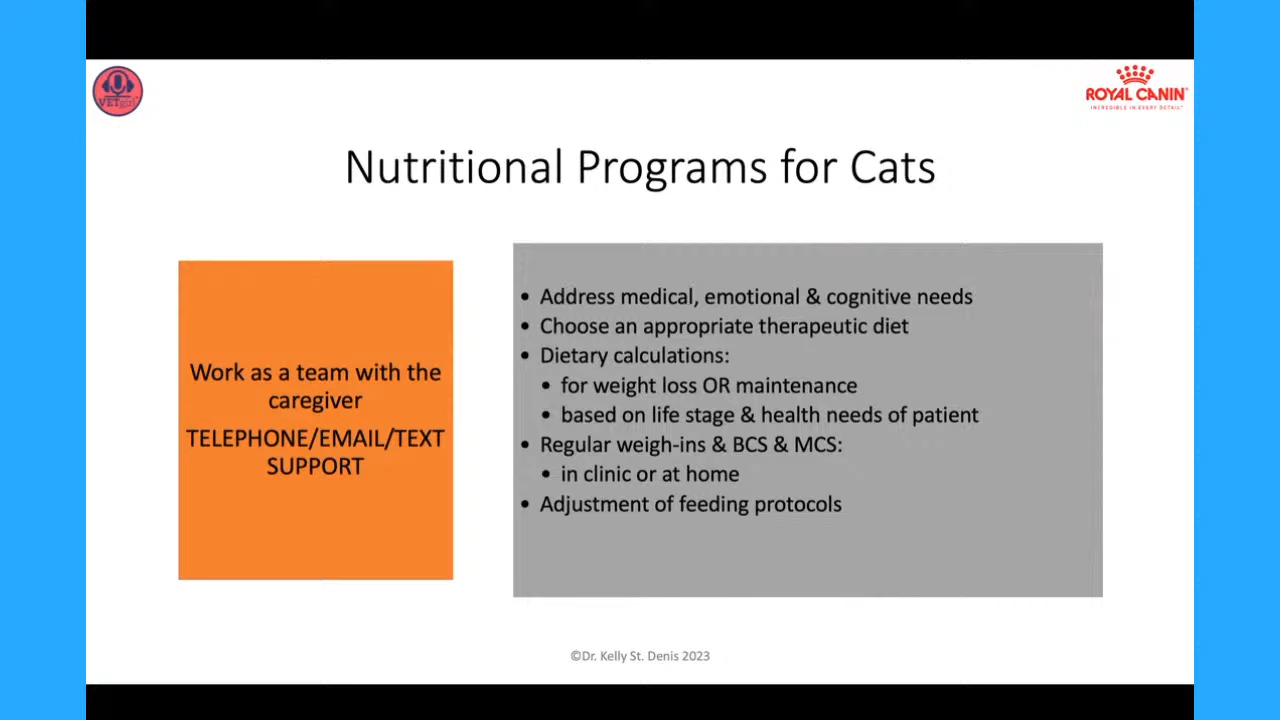 VETgirl
ROYAL CANIN
INCREDIBLE IN EVERY DETAIL
Nutritional Programs for Cats
Work as a team with the
caregiver
TELEPHONE/EMAIL/TEXT
SUPPORT
• Address medical, emotional & cognitive needs
• Choose an appropriate therapeutic diet
• Dietary calculations:
• for weight loss OR maintenance
• based on life stage & health needs of patient
• Regular weigh-ins & BCS & MCS:
• in clinic or at home
• Adjustment of feeding protocols
©Dr. Kelly St. Denis 2023